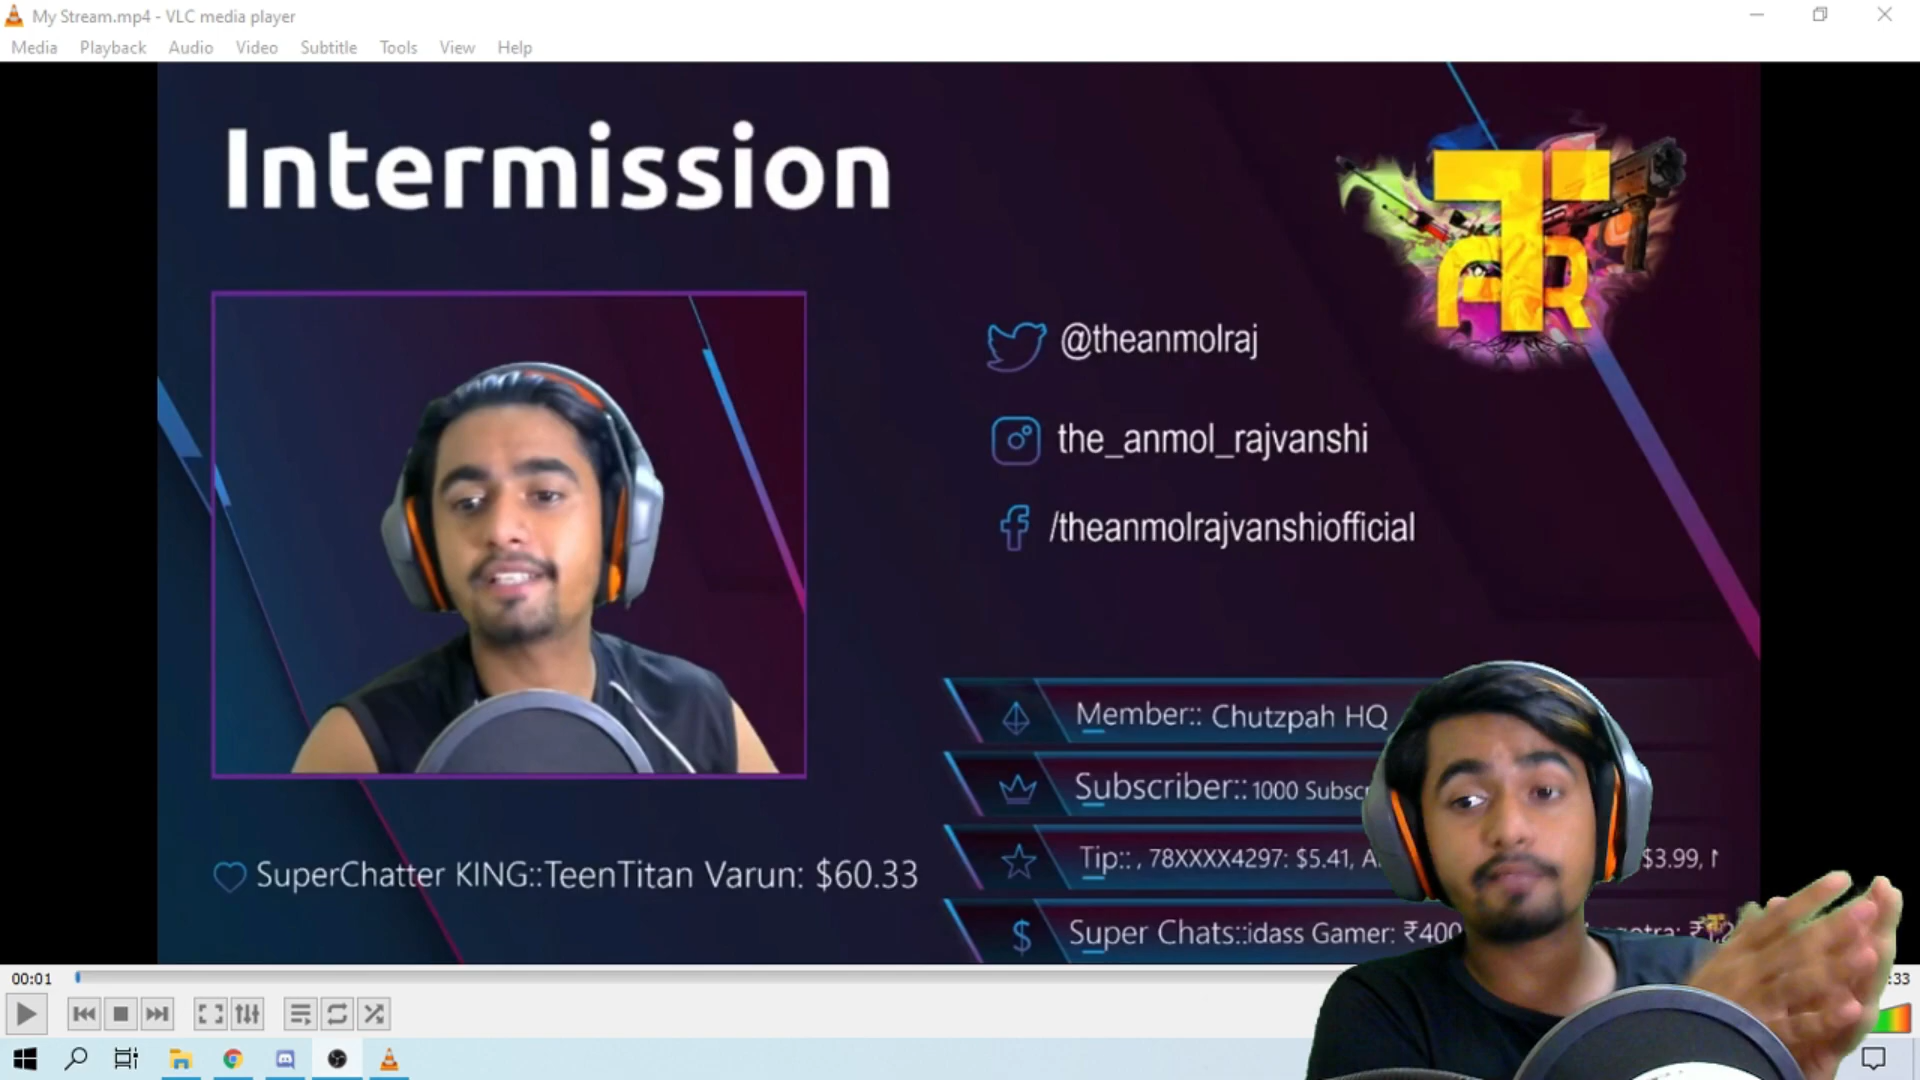 My Stream.mp4 - VLC media player
Media Playback Audio Video Subtitle Tools View Help
Intermission
TAR
@theanmolraj
the_anmol_rajvanshi
/theanmolrajvanshiofficial
Member:: Chutzpah HQ
Subscriber:: 1000
Tip:: , 78XXXX4297: $5.41, $3.99,
SuperChatter KING::TeenTitan Varun: $60.33
Super Chats::idass Gamer: ₹400
00:01 :33